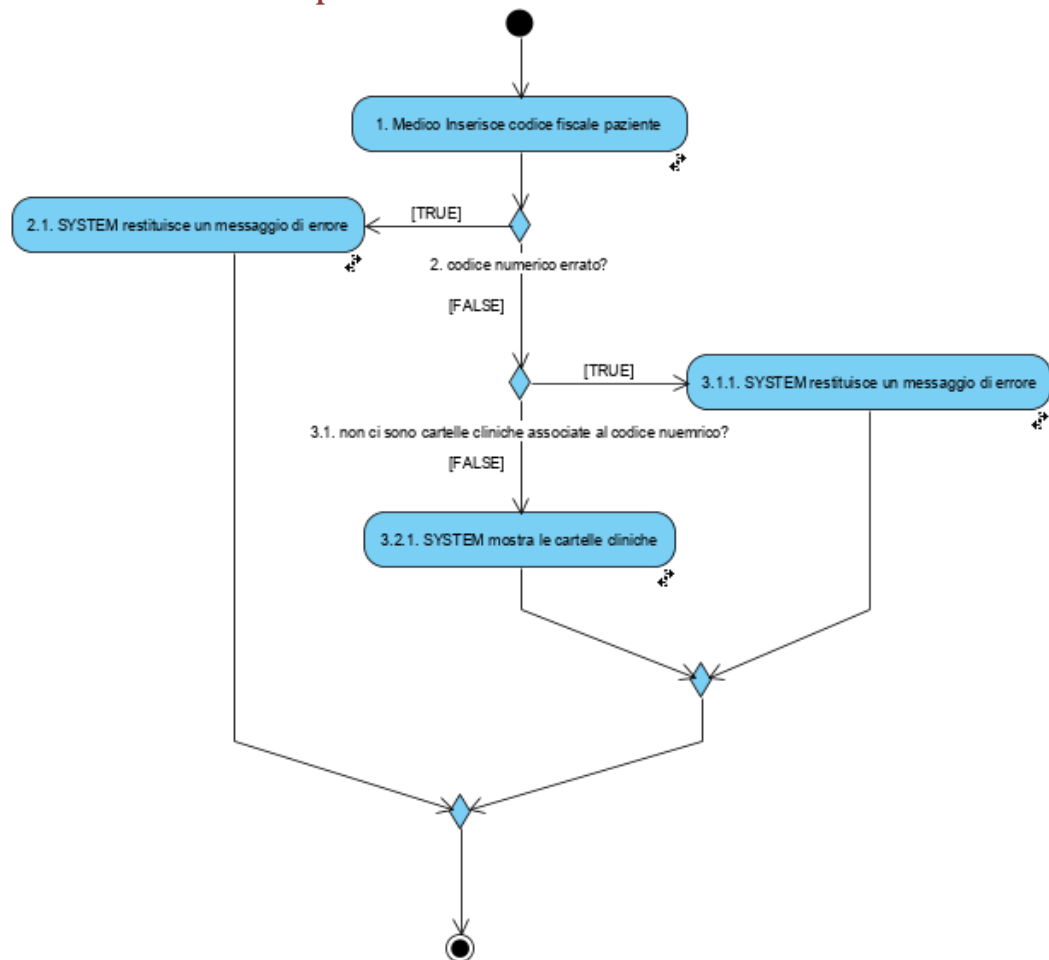 1. Medico Inserisce codice fiscale paziente
[TRUE]
2.1. SYSTEM restituisce un messaggio di errore
2. codice numerico errato?
[FALSE]
[TRUE]
3.1.1. SYSTEM restituisce un messaggio di errore
3.1. non ci sono cartelle cliniche associate al codice nuemrico?
[FALSE]
3.2.1. SYSTEM mostra le cartelle cliniche